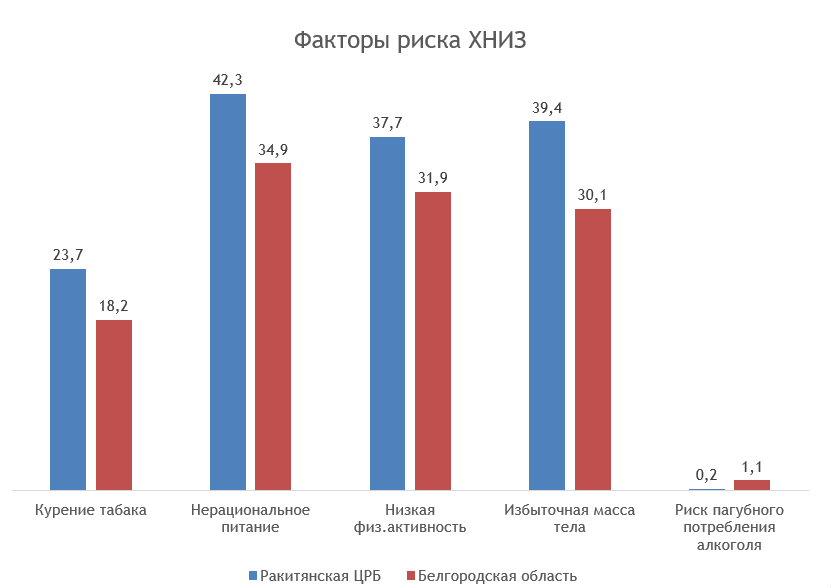 Факторы риска ХНИЗ
42,3
34,9
37,7
31,9
39,4
30,1
23,7
18,2
0,2
1,1
Курение табака
Нерациональное
питание
Низкая
физ.активность
Избыточная масса
тела
Риск пагубного
потребления
алкоголя
Ракитянская ЦРБ
Белгородская область